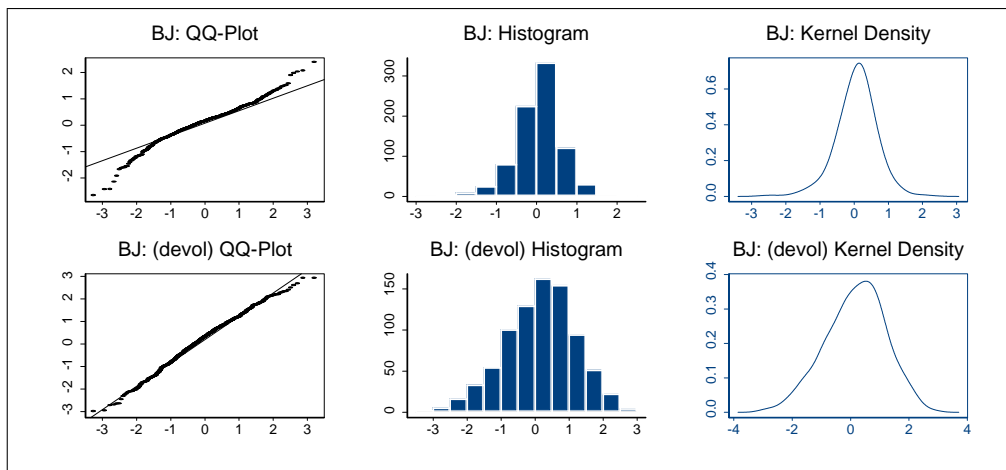 BJ: QQ-Plot
2
1
0
-1
-2
-3 -2 -1 0 1 2 3
BJ: Histogram
300
200
100
0
-3 -2 -1 0 1 2
BJ: Kernel Density
0.6
0.4
0.2
0.0
-3 -2 -1 0 1 2 3
BJ: (devol) QQ-Plot
3
2
1
0
-1
-2
-3
-3 -2 -1 0 1 2 3
BJ: (devol) Histogram
150
100
50
0
-3 -2 -1 0 1 2 3
BJ: (devol) Kernel Density
0.4
0.3
0.2
0.1
0.0
-4 -2 0 2 4